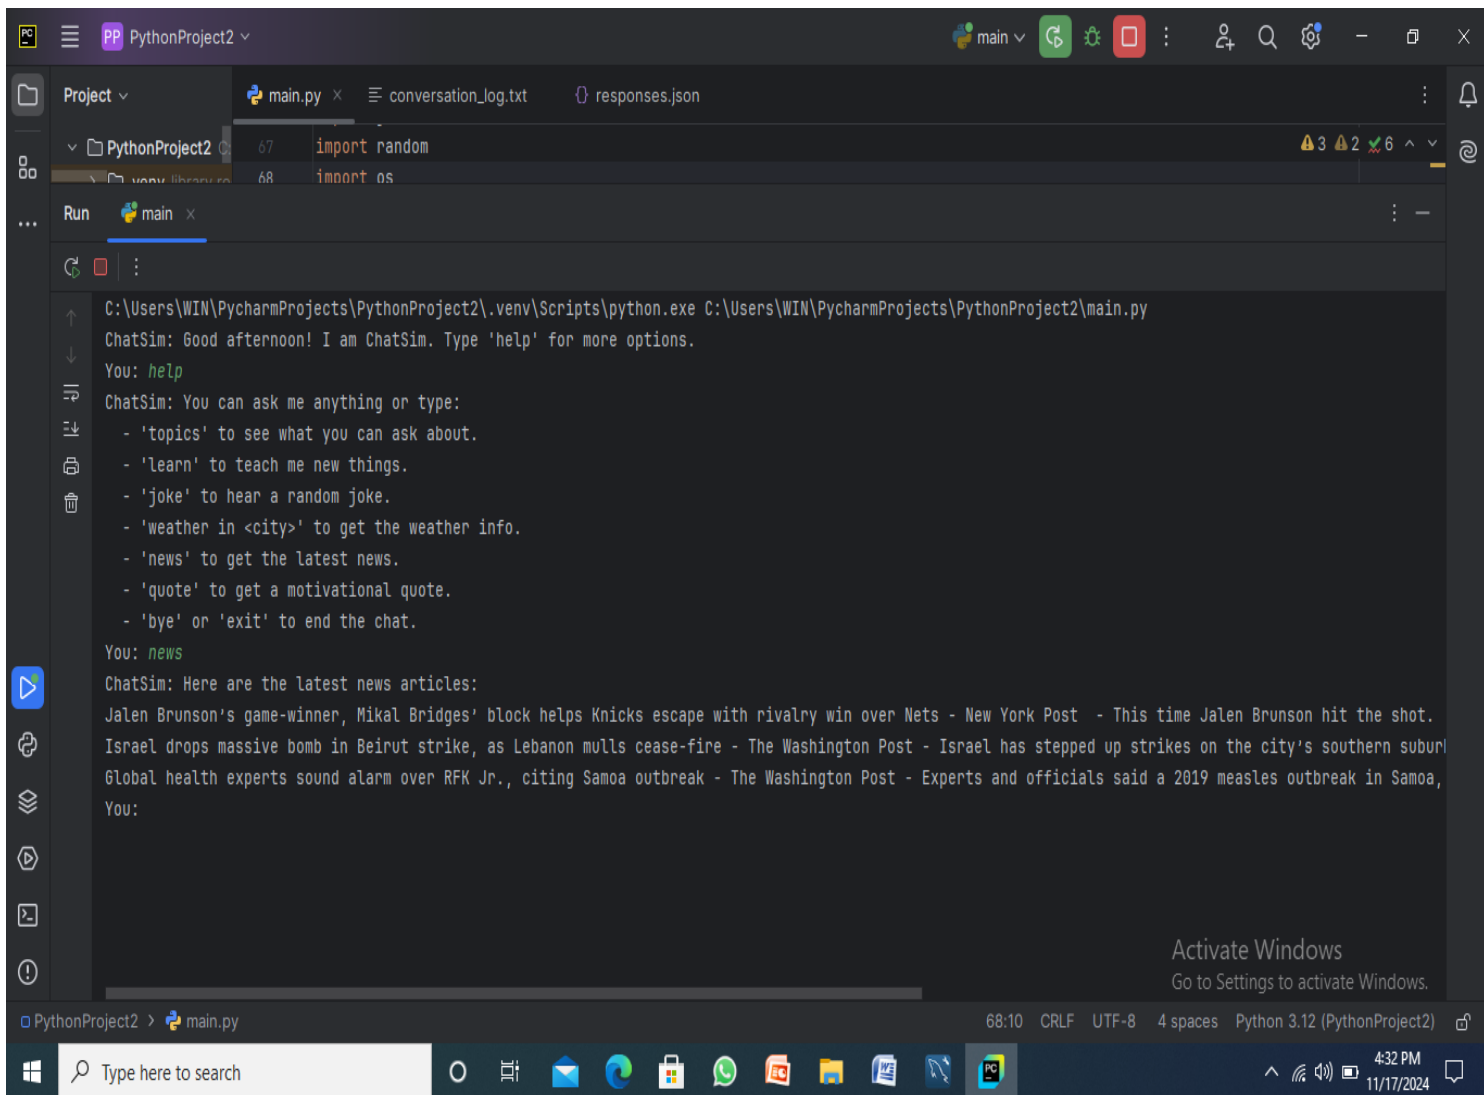 PC PP PythonProject2 main
Project main.py conversation_log.txt {} responses.json
PythonProject2 67 import random 3 2 6
68 import os
Run main
C:\Users\WIN\PycharmProjects\PythonProject2\.venv\Scripts\python.exe C:\Users\WIN\PycharmProjects\PythonProject2\main.py
ChatSim: Good afternoon! I am ChatSim. Type 'help' for more options.
You: help
ChatSim: You can ask me anything or type:
- 'topics' to see what you can ask about.
- 'learn' to teach me new things.
- 'joke' to hear a random joke.
- 'weather in <city>' to get the weather info.
- 'news' to get the latest news.
- 'quote' to get a motivational quote.
- 'bye' or 'exit' to end the chat.
You: news
ChatSim: Here are the latest news articles:
Jalen Brunson's game-winner, Mikal Bridges' block helps Knicks escape with rivalry win over Nets - New York Post  - This time Jalen Brunson hit the shot.
Israel drops massive bomb in Beirut strike, as Lebanon mulls cease-fire - The Washington Post - Israel has stepped up strikes on the city's southern
Global health experts sound alarm over RFK Jr., citing Samoa outbreak - The Washington Post - Experts and officials said a 2019 measles outbreak in Samoa,
You:
Activate Windows
Go to Settings to activate Windows.
PythonProject2 > main.py 68:10 CRLF UTF-8 4 spaces Python 3.12 (PythonProject2)
Type here to search
4:32 PM
11/17/2024